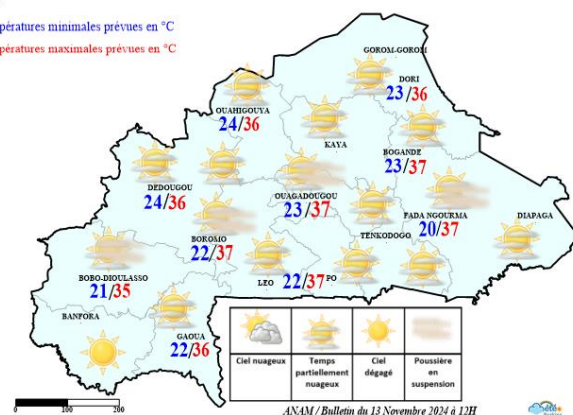 pératures minimales prévues en °C
pératures maximales prévues en °C
GOROM-GOROM
DORI
23/36
OUAHIGOUYA
24/36
KAYA
BOGANDE
23/37
DEDOUGOU
24/36
OUAGADOUGOU
23/37
FADA NGOURMA
20/37
DIAPAGA
BOROMO
22/37
TENKODOGO
BOBO-DIOULASSO
21/35
LEO
22/37
PO
BANFORA
GAOUA
22/36
Ciel nuageux
Temps
partiellement
nuageux
Ciel
dégagé
Poussière
en
suspension
0
100
200
ANAM / Bulletin du 13 Novembre 2024 à 12H